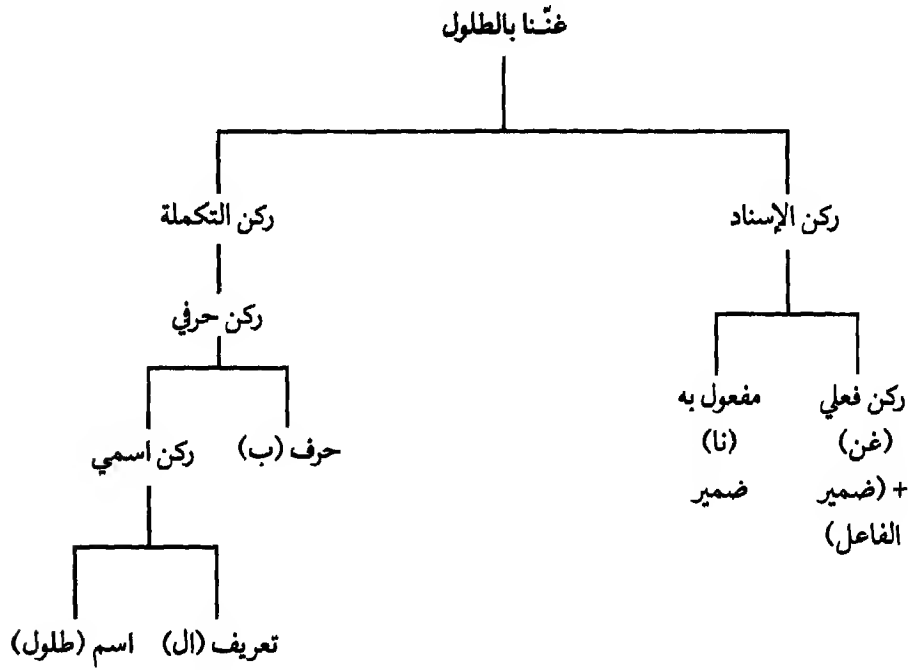 غنّنا بالطلول
ركن الإسناد
ركن التكملة
ركن حرفي
ركن فعلي
(غن)
+ (ضمير
الفاعل)
مفعول به
(نا)
ضمير
حرف (ب)
ركن اسمي
تعريف (ال)
اسم (طلول)